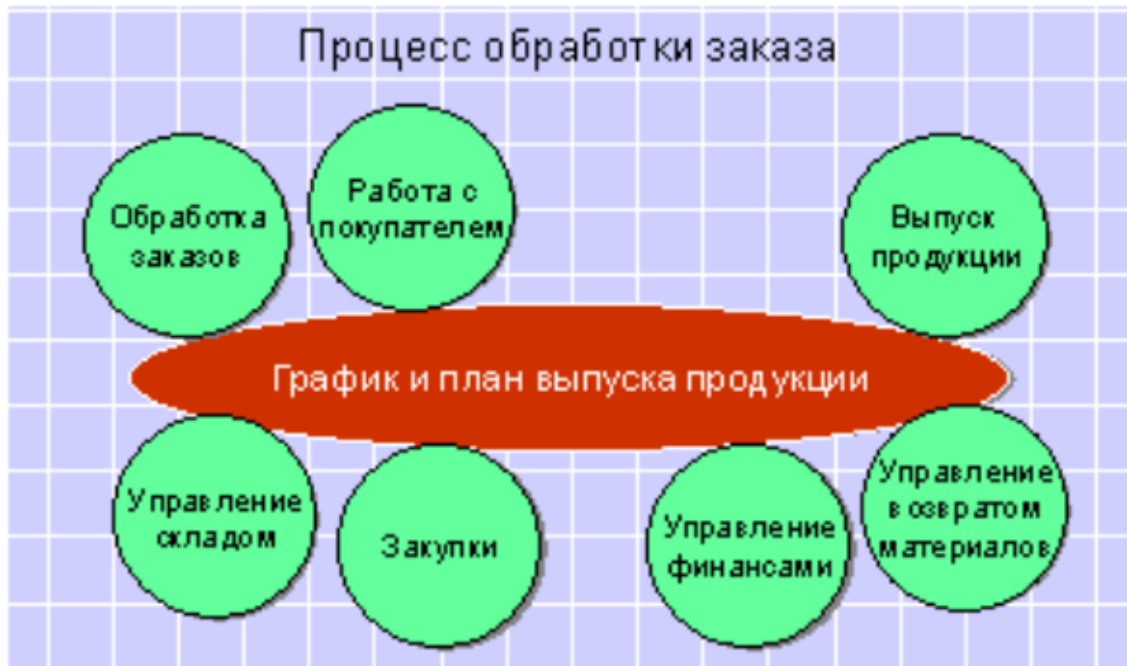 Процесс обработки заказа
Обработка
заказов
Работа с
покупателем
Выпуск
продукции
График и план выпуска продукции
Управление
складом
Закупки
Управление
финансами
Управление
возвратом
материалов